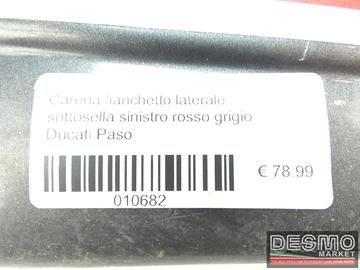 Carena fianchetto laterale
sottosella sinistro rosso grigio
Ducati Paso
€ 78.99
010682
DESMO
MARKET